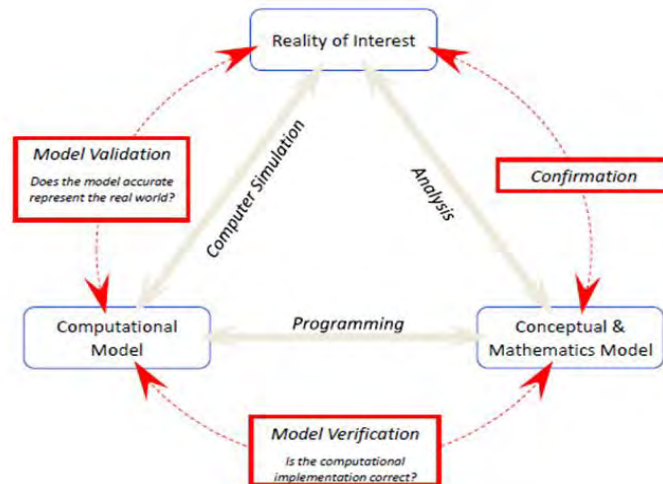 Reality of Interest
Model Validation
Does the model accurate
represent the real world?
Computer Simulation
Analysis
Confirmation
Computational
Model
Programming
Conceptual &
Mathematics Model
Model Verification
Is the computational
implementation correct?